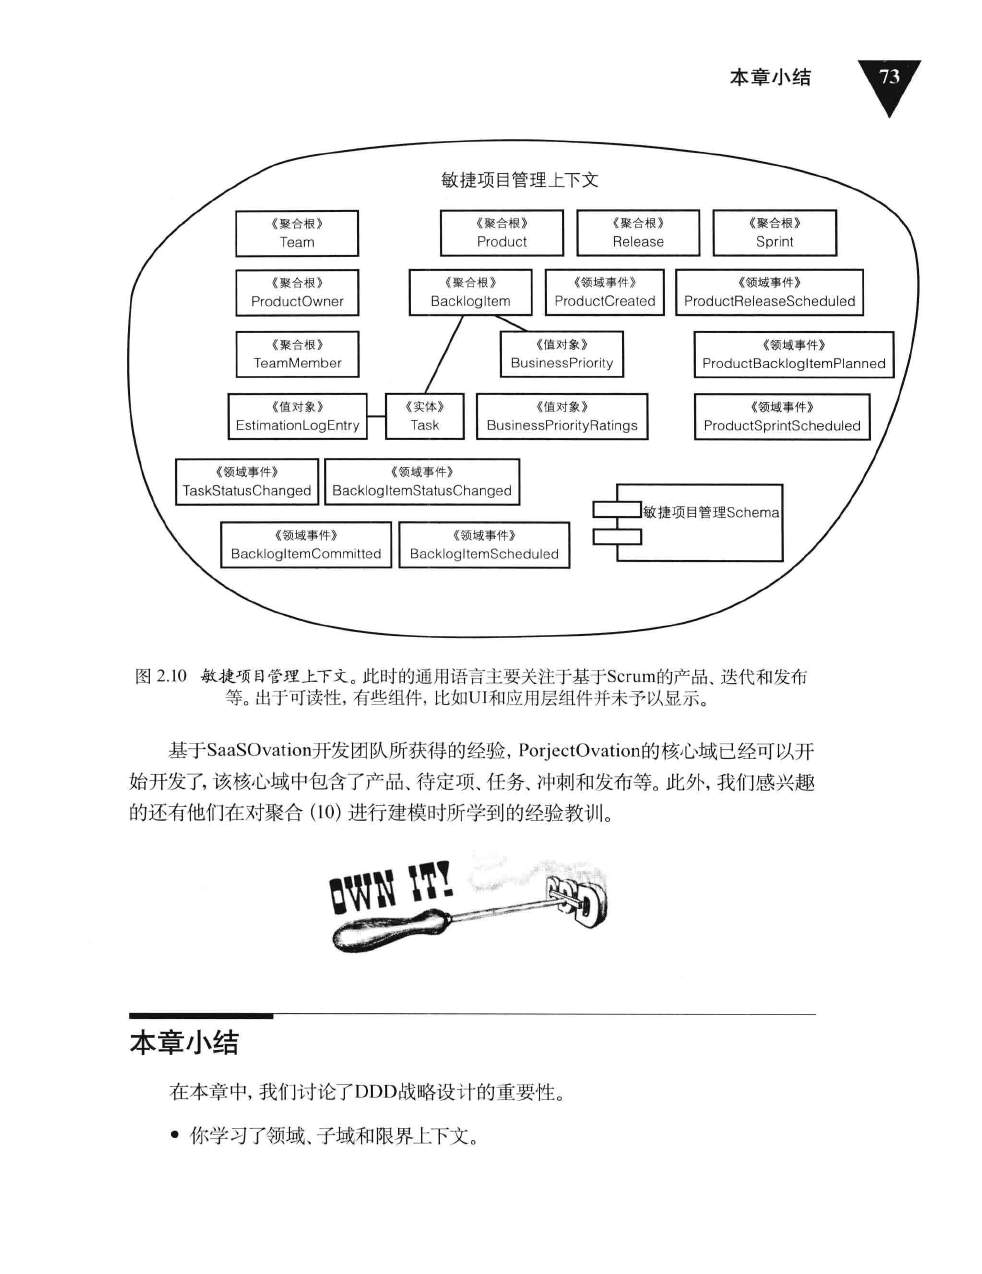 本章小结
73
敏捷项目管理上下文
《聚合根》
Team
《聚合根》
Product
《聚合根》
Release
《聚合根》
Sprint
《聚合根》
ProductOwner
《聚合根》
BacklogItem
《领域事件》
ProductCreated
《领域事件》
ProductReleaseScheduled
《聚合根》
TeamMember
《值对象》
BusinessPriority
《领域事件》
ProductBacklogItemPlanned
《值对象》
EstimationLogEntry
《实体》
Task
《值对象》
BusinessPriorityRatings
《领域事件》
ProductSprintScheduled
《领域事件》
TaskStatusChanged
《领域事件》
BacklogItemStatusChanged
敏捷项目管理Schema
《领域事件》
BacklogItemCommitted
《领域事件》
BacklogItemScheduled
图 2.10 敏捷项目管理上下文。此时的通用语言主要关注于基于Scrum的产品、迭代和发布
等。出于可读性, 有些组件, 比如UI和应用层组件并未予以显示。
基于SaaSOvation开发团队所获得的经验, PorjectOvation的核心域已经可以开
始开发了, 该核心域中包含了产品、待定项、任务、冲刺和发布等。此外, 我们感兴趣
的还有他们在对聚合 (10) 进行建模时所学到的经验教训。
OWN IT!
DDD
本章小结
在本章中, 我们讨论了DDD战略设计的重要性。
• 你学习了领域、子域和限界上下文。